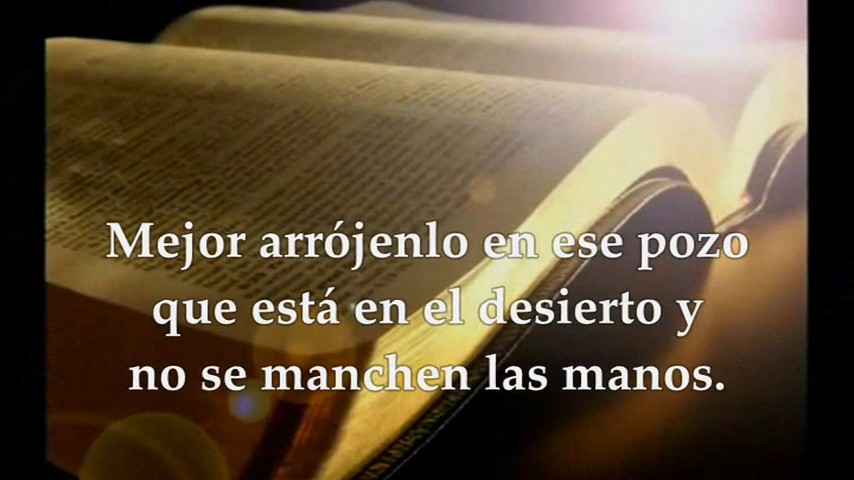 Mejor arrójenlo en ese pozo
que está en el desierto y
no se manchen las manos.